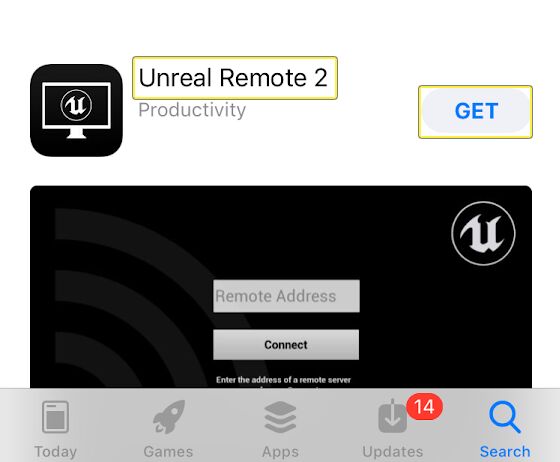 Unreal Remote 2
Productivity
GET
Remote Address
Connect
Enter the address of a remote server
14
Today
Games
Apps
Updates
Search